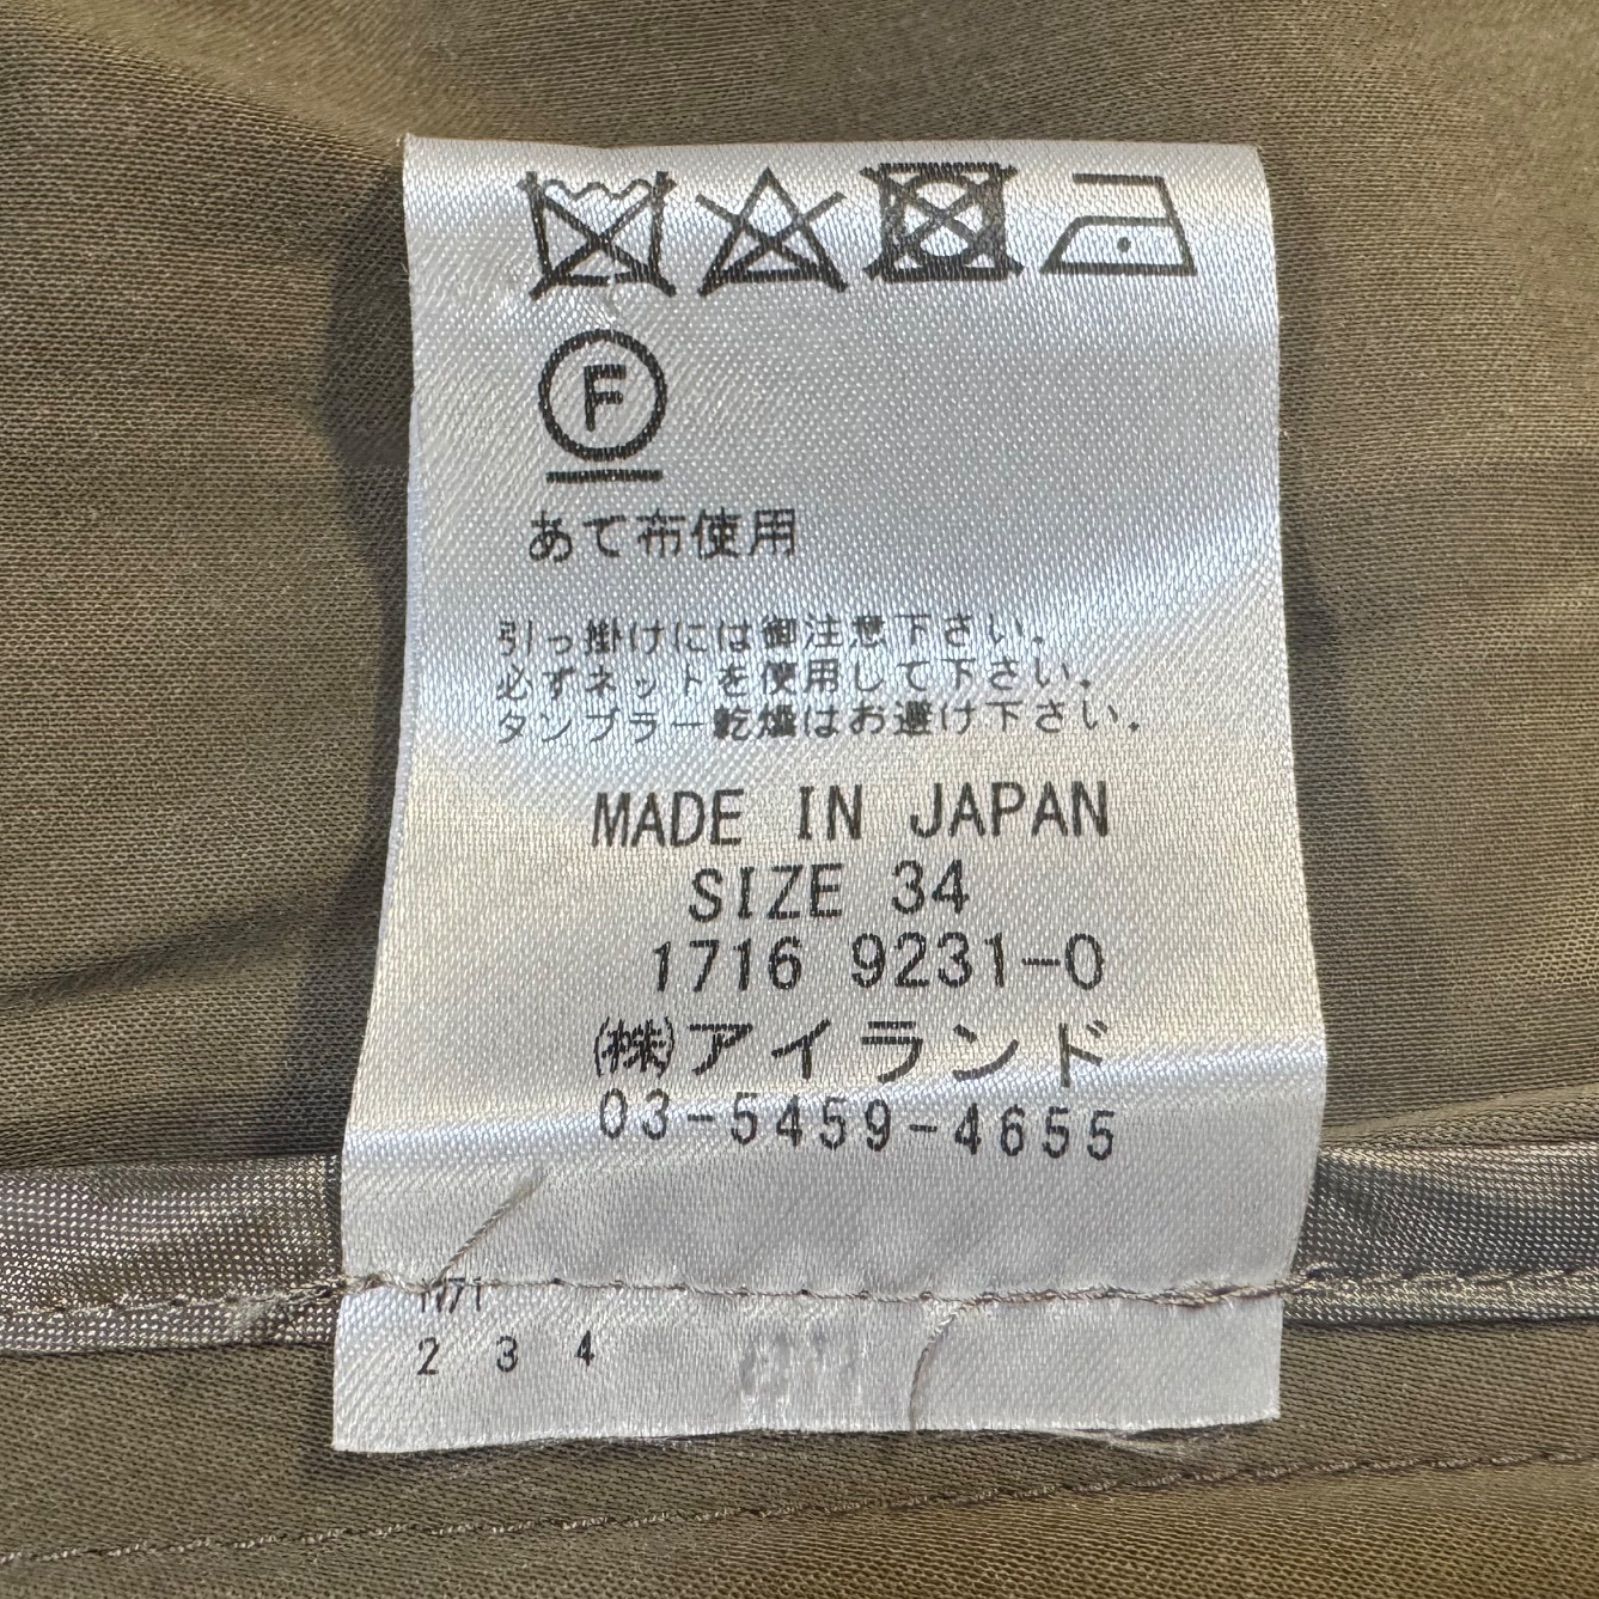 F
あて布使用
引っ掛けには御注意下さい。
必ずネットを使用して下さい。
タンブラー乾燥はお避け下さい。
MADE IN JAPAN
SIZE 34
1716 9231-0
㈱アイランド
03-5459-4655
2 3 4